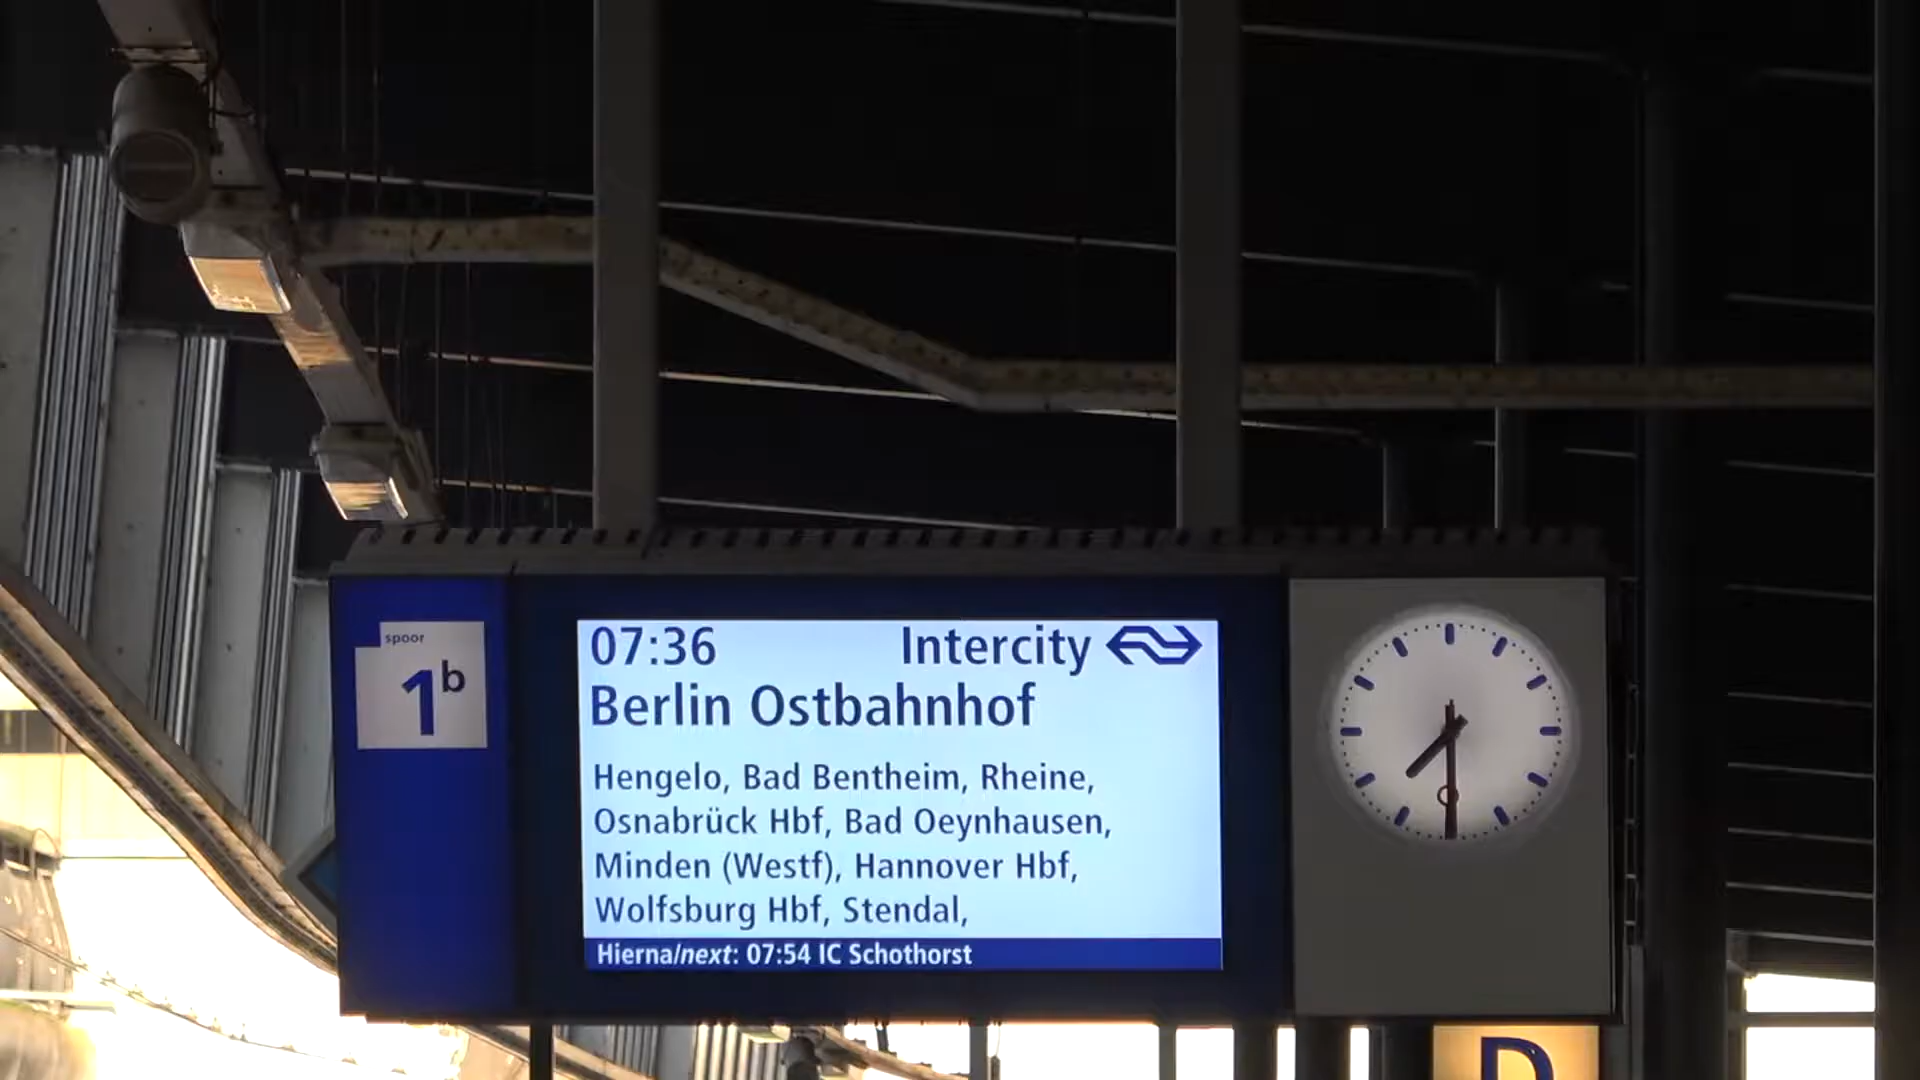 spoor
1b
07:36 Intercity
Berlin Ostbahnhof
Hengelo, Bad Bentheim, Rheine,
Osnabrück Hbf, Bad Oeynhausen,
Minden (Westf), Hannover Hbf,
Wolfsburg Hbf, Stendal,
Hierna/next: 07:54 IC Schothorst
D